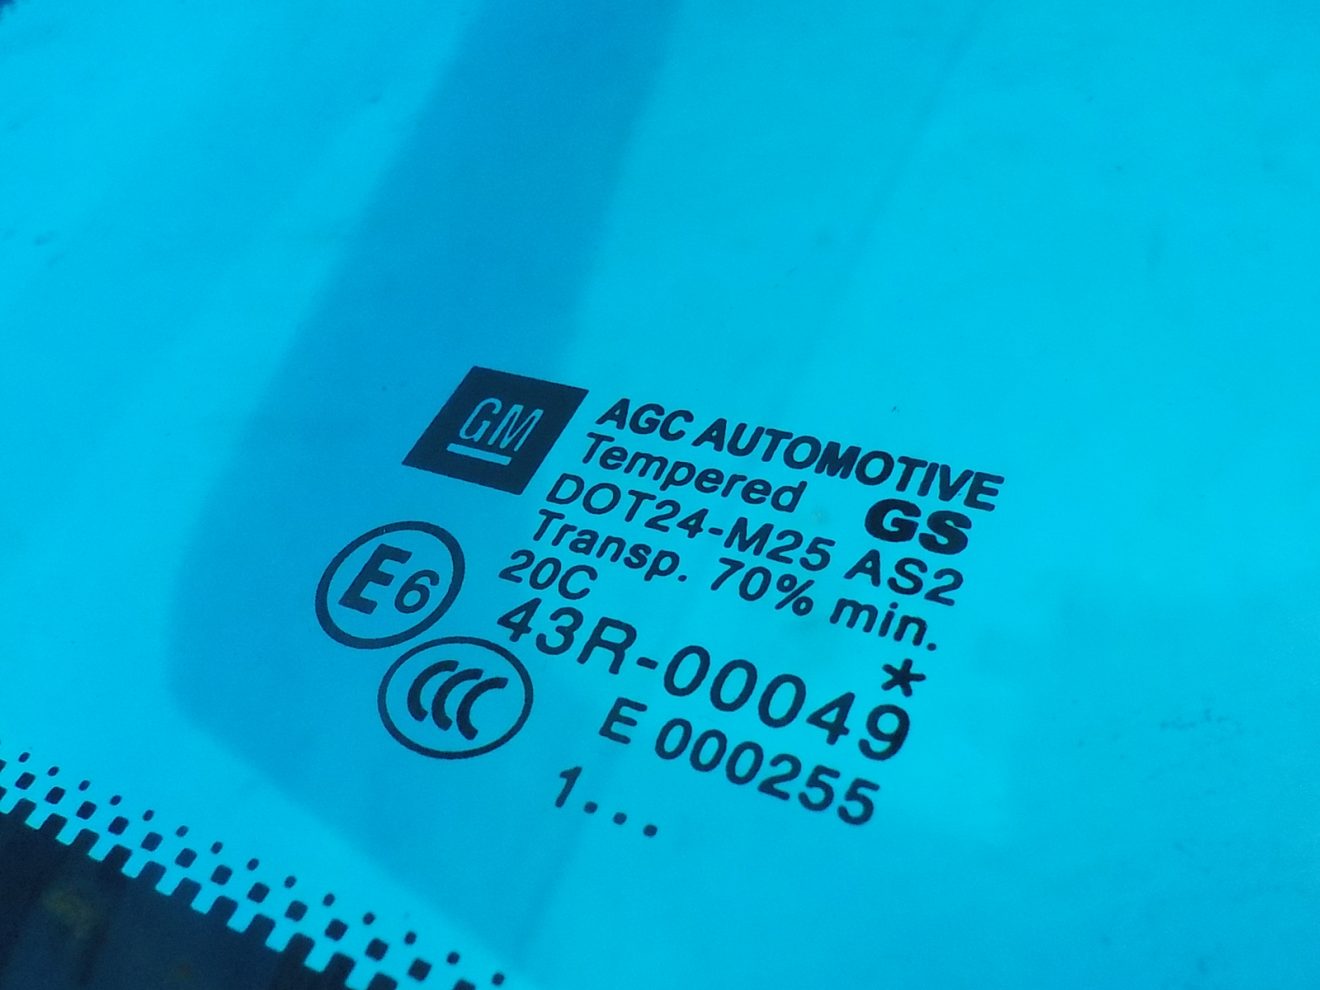 GM
AGC AUTOMOTIVE
Tempered GS
DOT24-M25 AS2
Transp. 70% min.
20C *
E6 43R-00049
CCC E 000255
1...